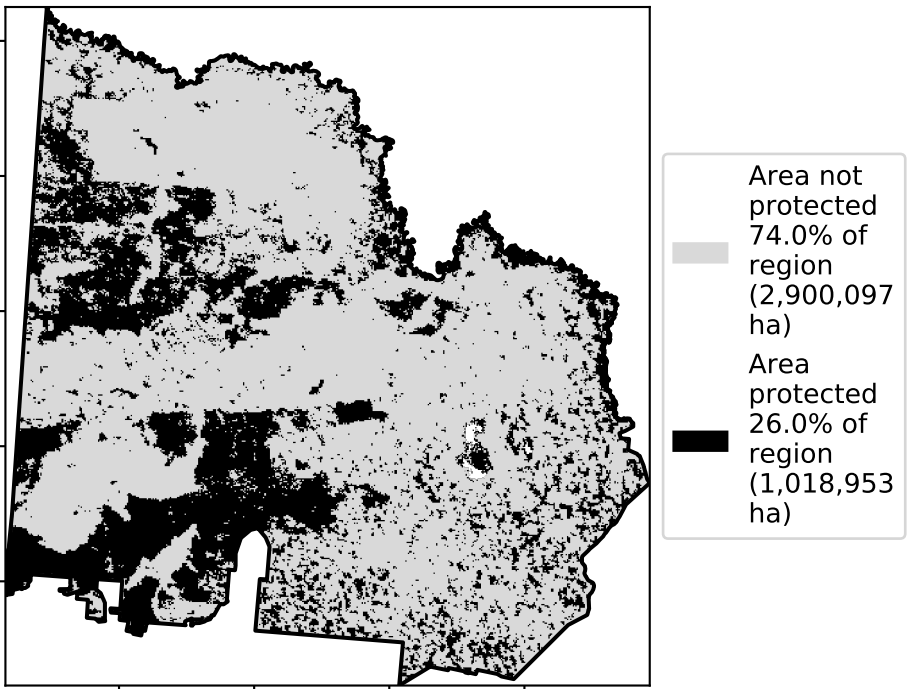 Area not
protected
74.0% of
region
(2,900,097
ha)
Area
protected
26.0% of
region
(1,018,953
ha)